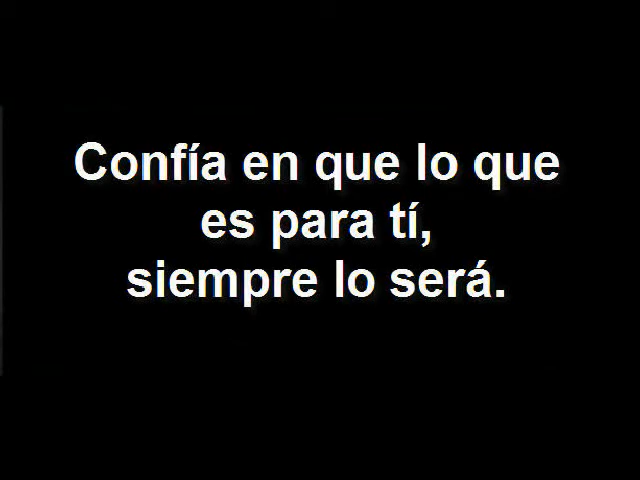 Confía en que lo que
es para tí,
siempre lo será.